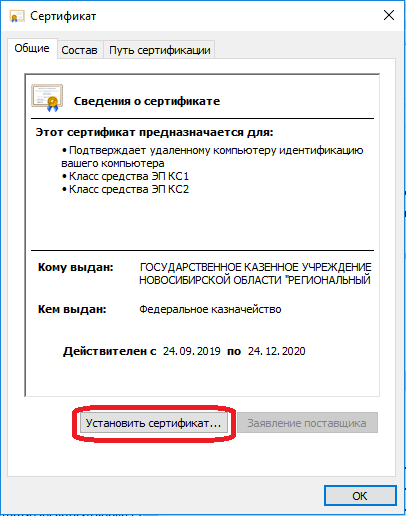 Сертификат
Общие Состав Путь сертификации
Сведения о сертификате
Этот сертификат предназначается для:
• Подтверждает удаленному компьютеру идентификацию
вашего компьютера
• Класс средства ЭП КС1
• Класс средства ЭП КС2
Кому выдан: ГОСУДАРСТВЕННОЕ КАЗЕННОЕ УЧРЕЖДЕНИЕ
НОВОСИБИРСКОЙ ОБЛАСТИ "РЕГИОНАЛЬНЫЙ
Кем выдан: Федеральное казначейство
Действителен с 24.09.2019 по 24.12.2020
Установить сертификат... Заявление поставщика
ОК